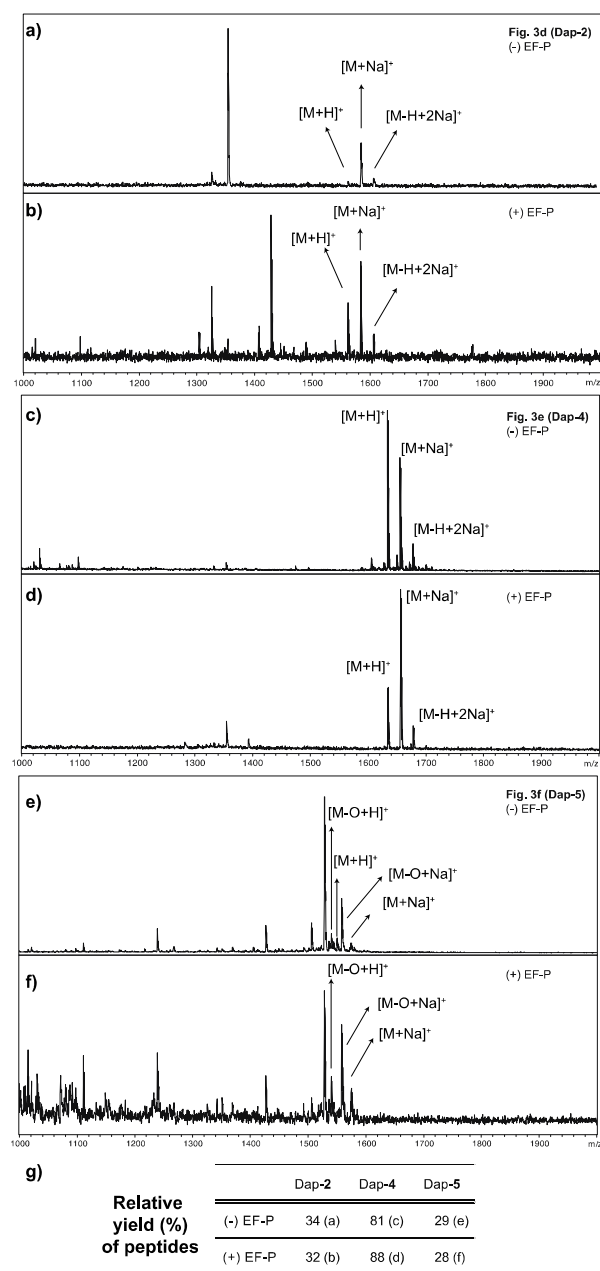 a)
Fig. 3d (Dap-2)
(-) EF-P
[M+Na]+
[M+H]+
[M-H+2Na]+
b)
(+) EF-P
[M+Na]+
[M+H]+
[M-H+2Na]+
1000 1100 1200 1300 1400 1500 1600 1700 1800 1900 m/z
c)
Fig. 3e (Dap-4)
(-) EF-P
[M+H]+
[M+Na]+
[M-H+2Na]+
d)
(+) EF-P
[M+Na]+
[M+H]+
[M-H+2Na]+
1000 1100 1200 1300 1400 1500 1600 1700 1800 1900 m/z
e)
Fig. 3f (Dap-5)
(-) EF-P
[M-O+H]+
[M+H]+
[M-O+Na]+
[M+Na]+
f)
(+) EF-P
[M-O+H]+
[M-O+Na]+
[M+Na]+
1000 1100 1200 1300 1400 1500 1600 1700 1800 1900 m/z
g)
Relative yield (%) of peptides
Dap-2 Dap-4 Dap-5
(-) EF-P 34 (a) 81 (c) 29 (e)
(+) EF-P 32 (b) 88 (d) 28 (f)